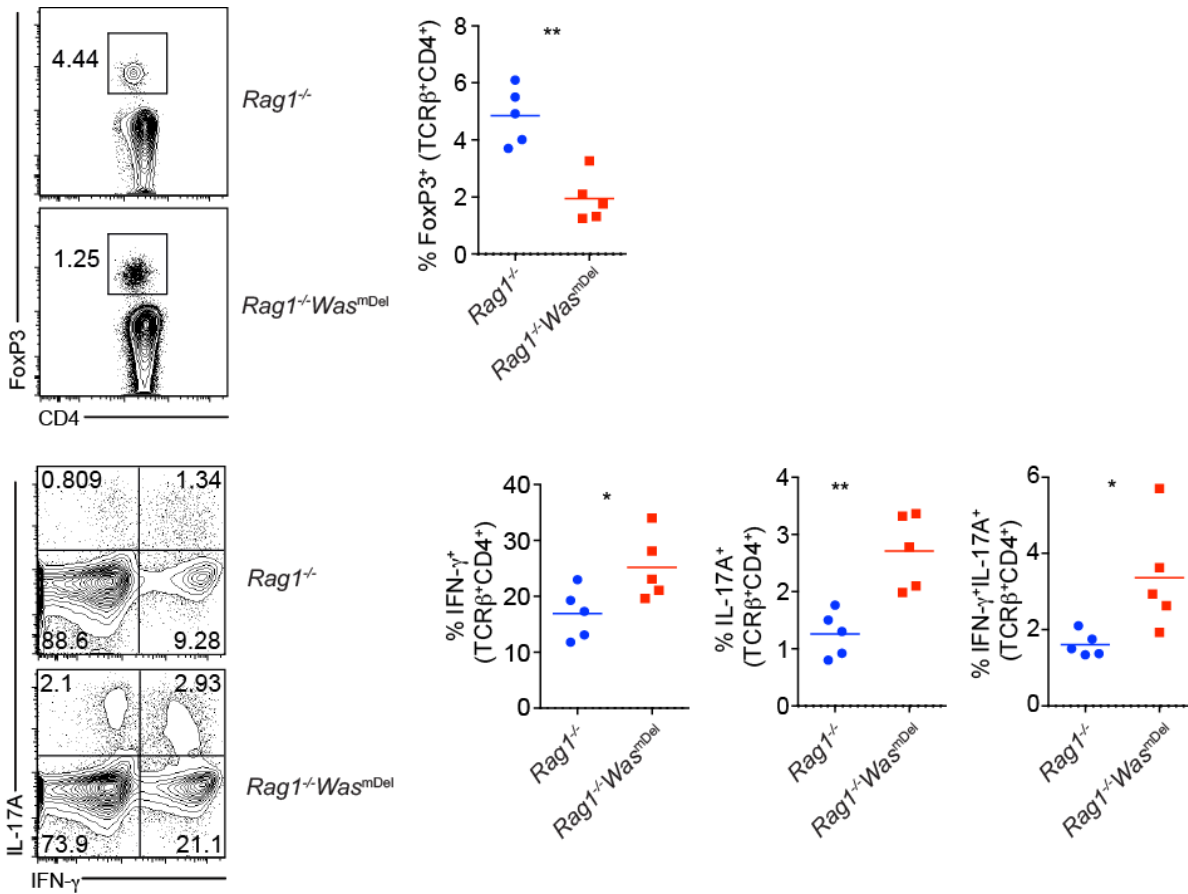 4.44
Rag1-/-
1.25
Rag1-/-WasmDel
FoxP3
CD4
% FoxP3+ (TCRβ+CD4+)
8
6
4
2
0
**
Rag1-/-
Rag1-/-WasmDel
0.809 1.34
88.6 9.28
Rag1-/-
2.1 2.93
73.9 21.1
Rag1-/-WasmDel
IL-17A
IFN-γ
% IFN-γ+
(TCRβ+CD4+)
40
30
20
10
0
*
Rag1-/-
Rag1-/-WasmDel
% IL-17A+
(TCRβ+CD4+)
4
3
2
1
0
**
Rag1-/-
Rag1-/-WasmDel
% IFN-γ+IL-17A+
(TCRβ+CD4+)
6
4
2
0
*
Rag1-/-
Rag1-/-WasmDel